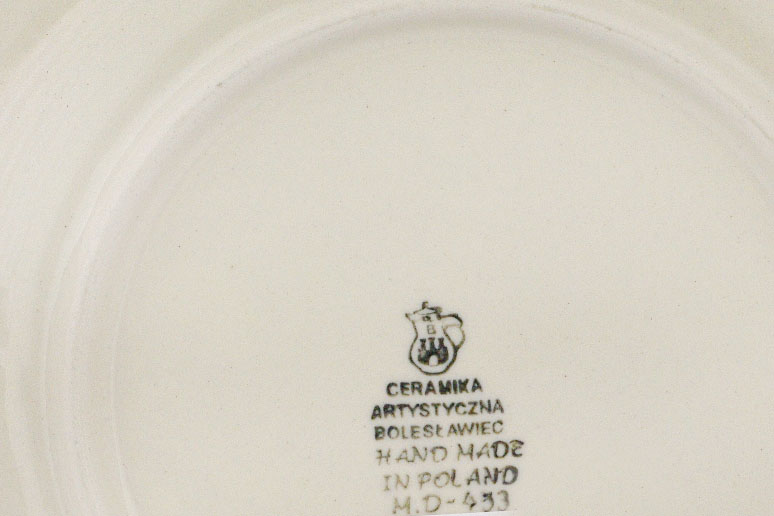 B
CERAMIKA
ARTYSTYCZNA
BOLESŁAWIEC
HAND MADE
IN POLAND
M.D-453